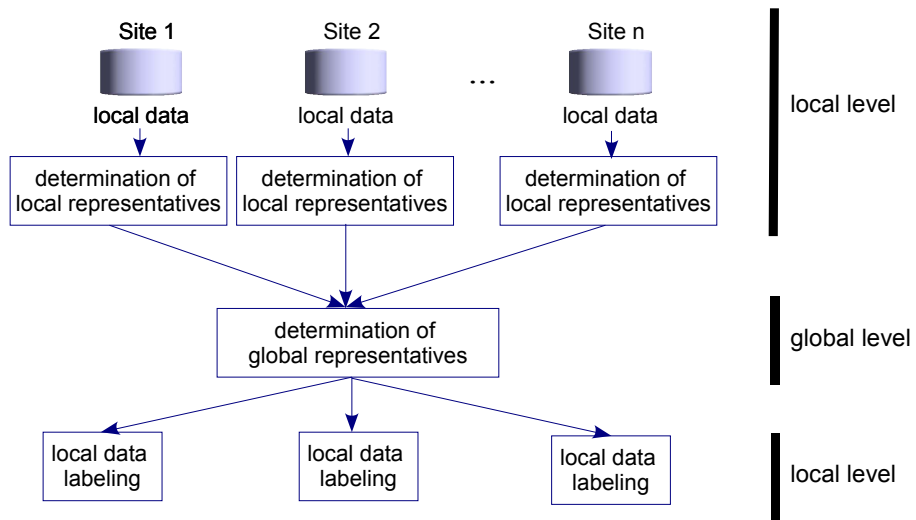 Site 1
Site 2
Site n
...
local data
local data
local data
local level
determination of
local representatives
determination of
local representatives
determination of
local representatives
determination of
global representatives
global level
local data
labeling
local data
labeling
local data
labeling
local level